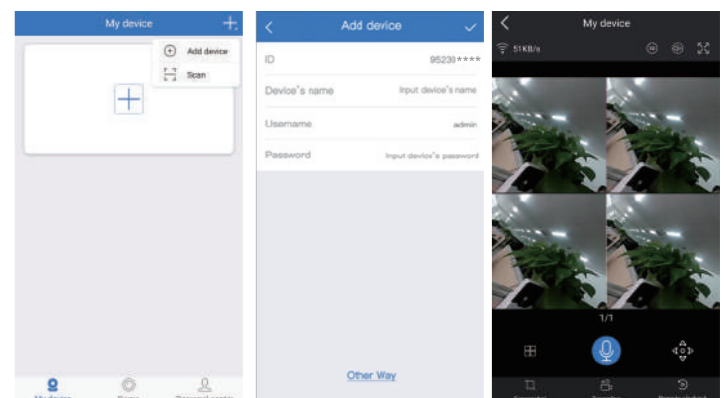 My device
Add device
Scan
Add device
ID
95230****
Device's name
Input device's name
Username
admin
Password
Input device's password
Other Way
My device
51KB/s
1/1